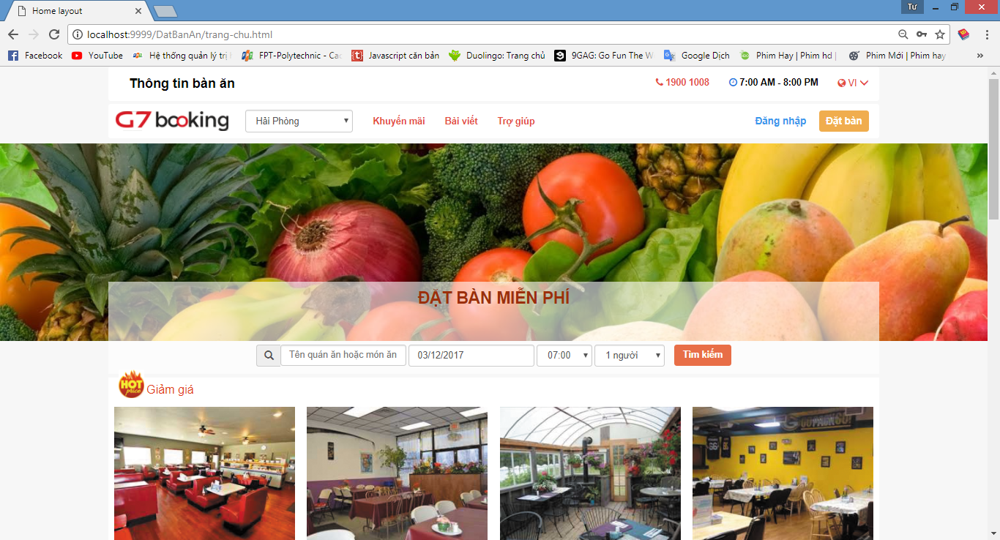 Home layout
Tư
localhost:9999/DatBanAn/trang-chu.html
Facebook YouTube Hệ thống quản lý trị FPT-Polytechnic - Cao Javascript căn bản Duolingo: Trang chủ 9GAG: Go Fun The W Google Dịch Phim Hay | Phim hd | Phim Mới | Phim hay »
Thông tin bàn ăn 1900 1008 7:00 AM - 8:00 PM VI
G7 booking Hải Phòng Khuyến mãi Bài viết Trợ giúp Đăng nhập Đặt bàn
ĐẶT BÀN MIỄN PHÍ
Tên quán ăn hoặc món ăn 03/12/2017 07:00 1 người Tìm kiếm
HOT price Giảm giá
GO PACK GO!